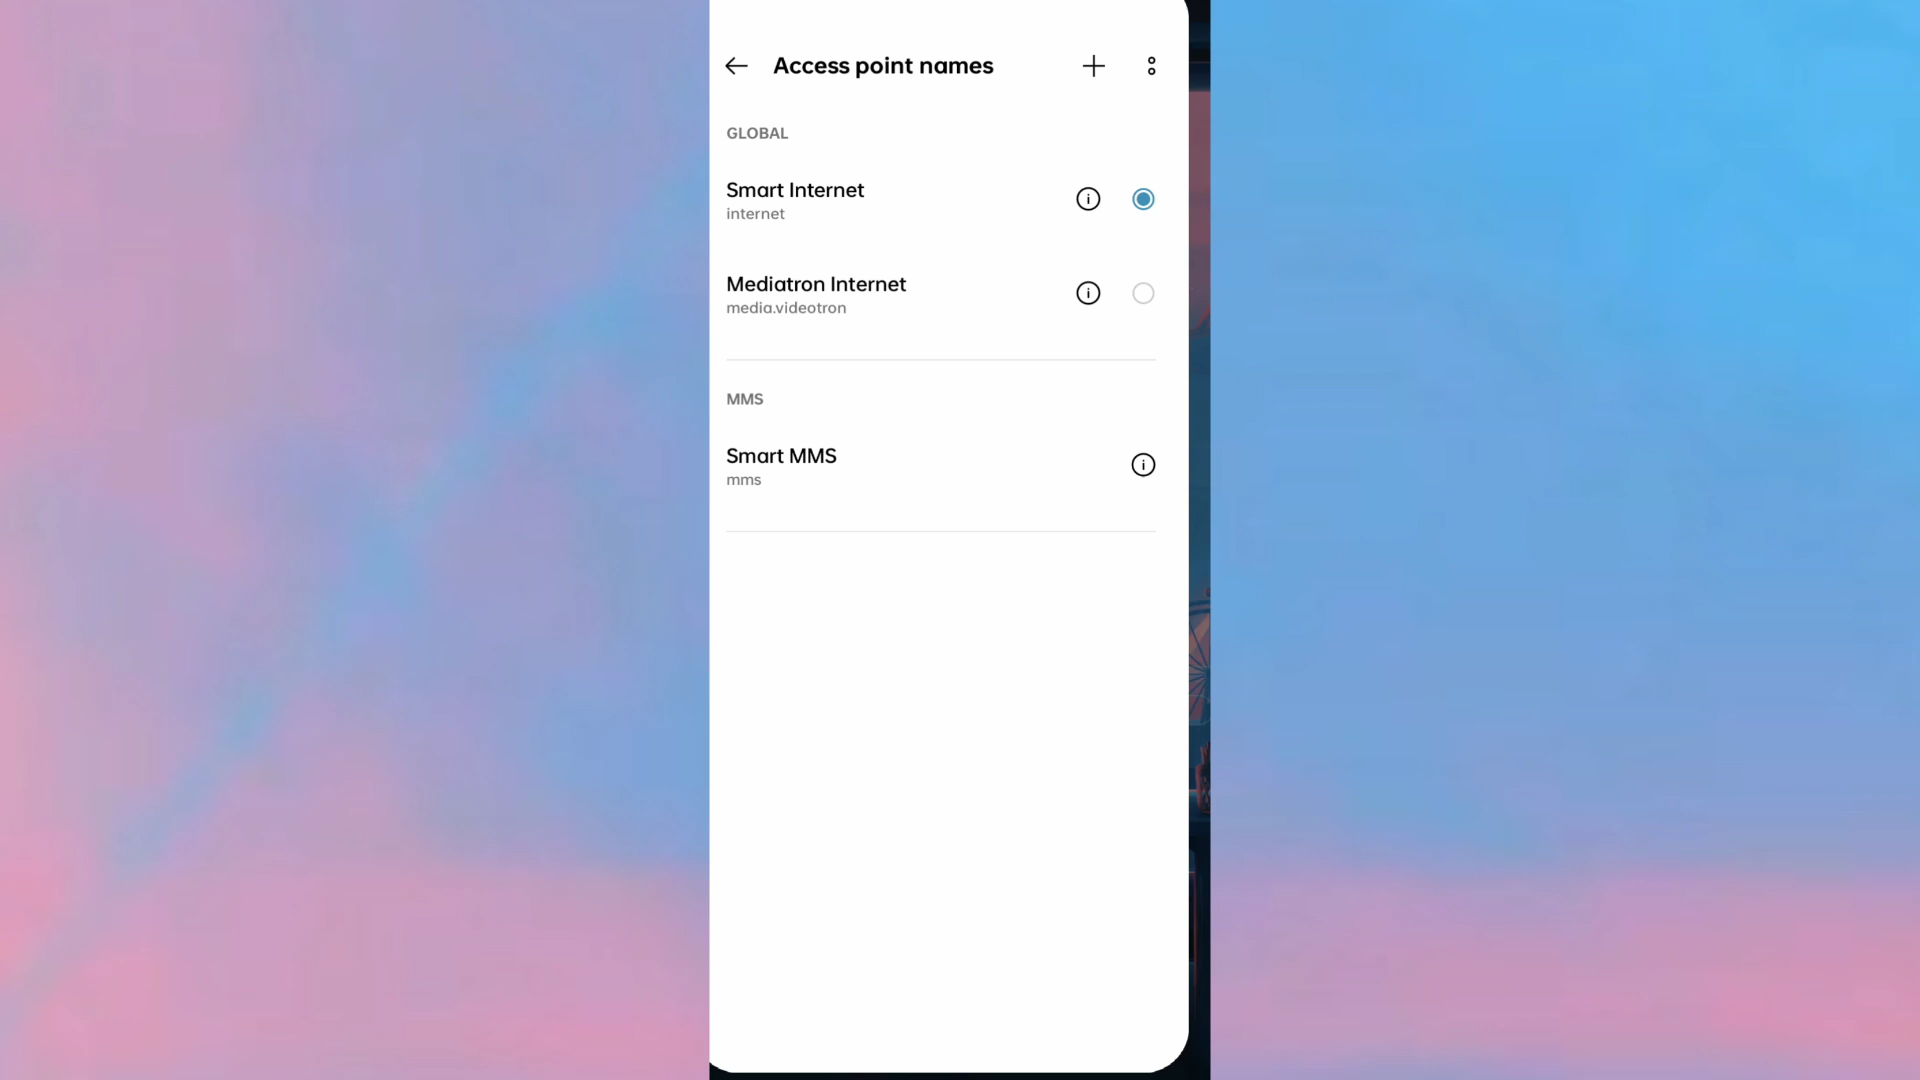 Access point names
GLOBAL
Smart Internet
internet
Mediatron Internet
media.videotron
MMS
Smart MMS
mms